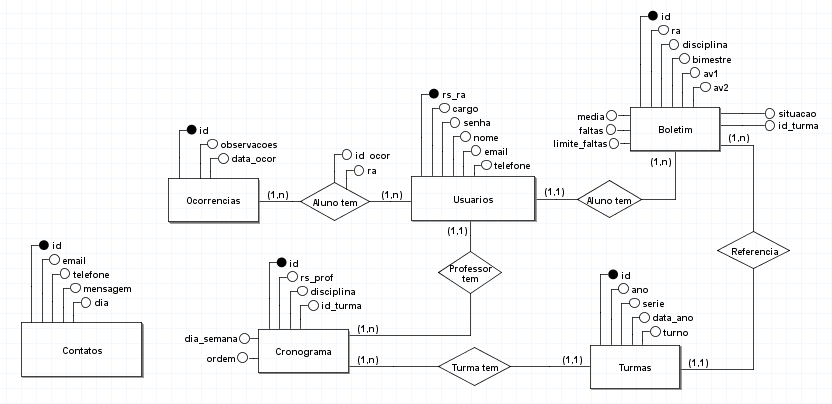 id
ra
disciplina
bimestre
av1
av2
media
faltas
limite_faltas
Boletim
situacao
id_turma
(1,n)
(1,n)
rs_ra
cargo
senha
nome
email
telefone
Usuarios
id
observacoes
data_ocor
Ocorrencias
(1,n)
id_ocor
ra
Aluno tem
(1,n)
(1,1)
Aluno tem
(1,1)
Professor
tem
Referencia
id
email
telefone
mensagem
dia
Contatos
id
rs_prof
disciplina
id_turma
dia_semana
ordem
Cronograma
(1,n)
(1,n)
Turma tem
(1,1)
id
ano
serie
data_ano
turno
Turmas
(1,1)